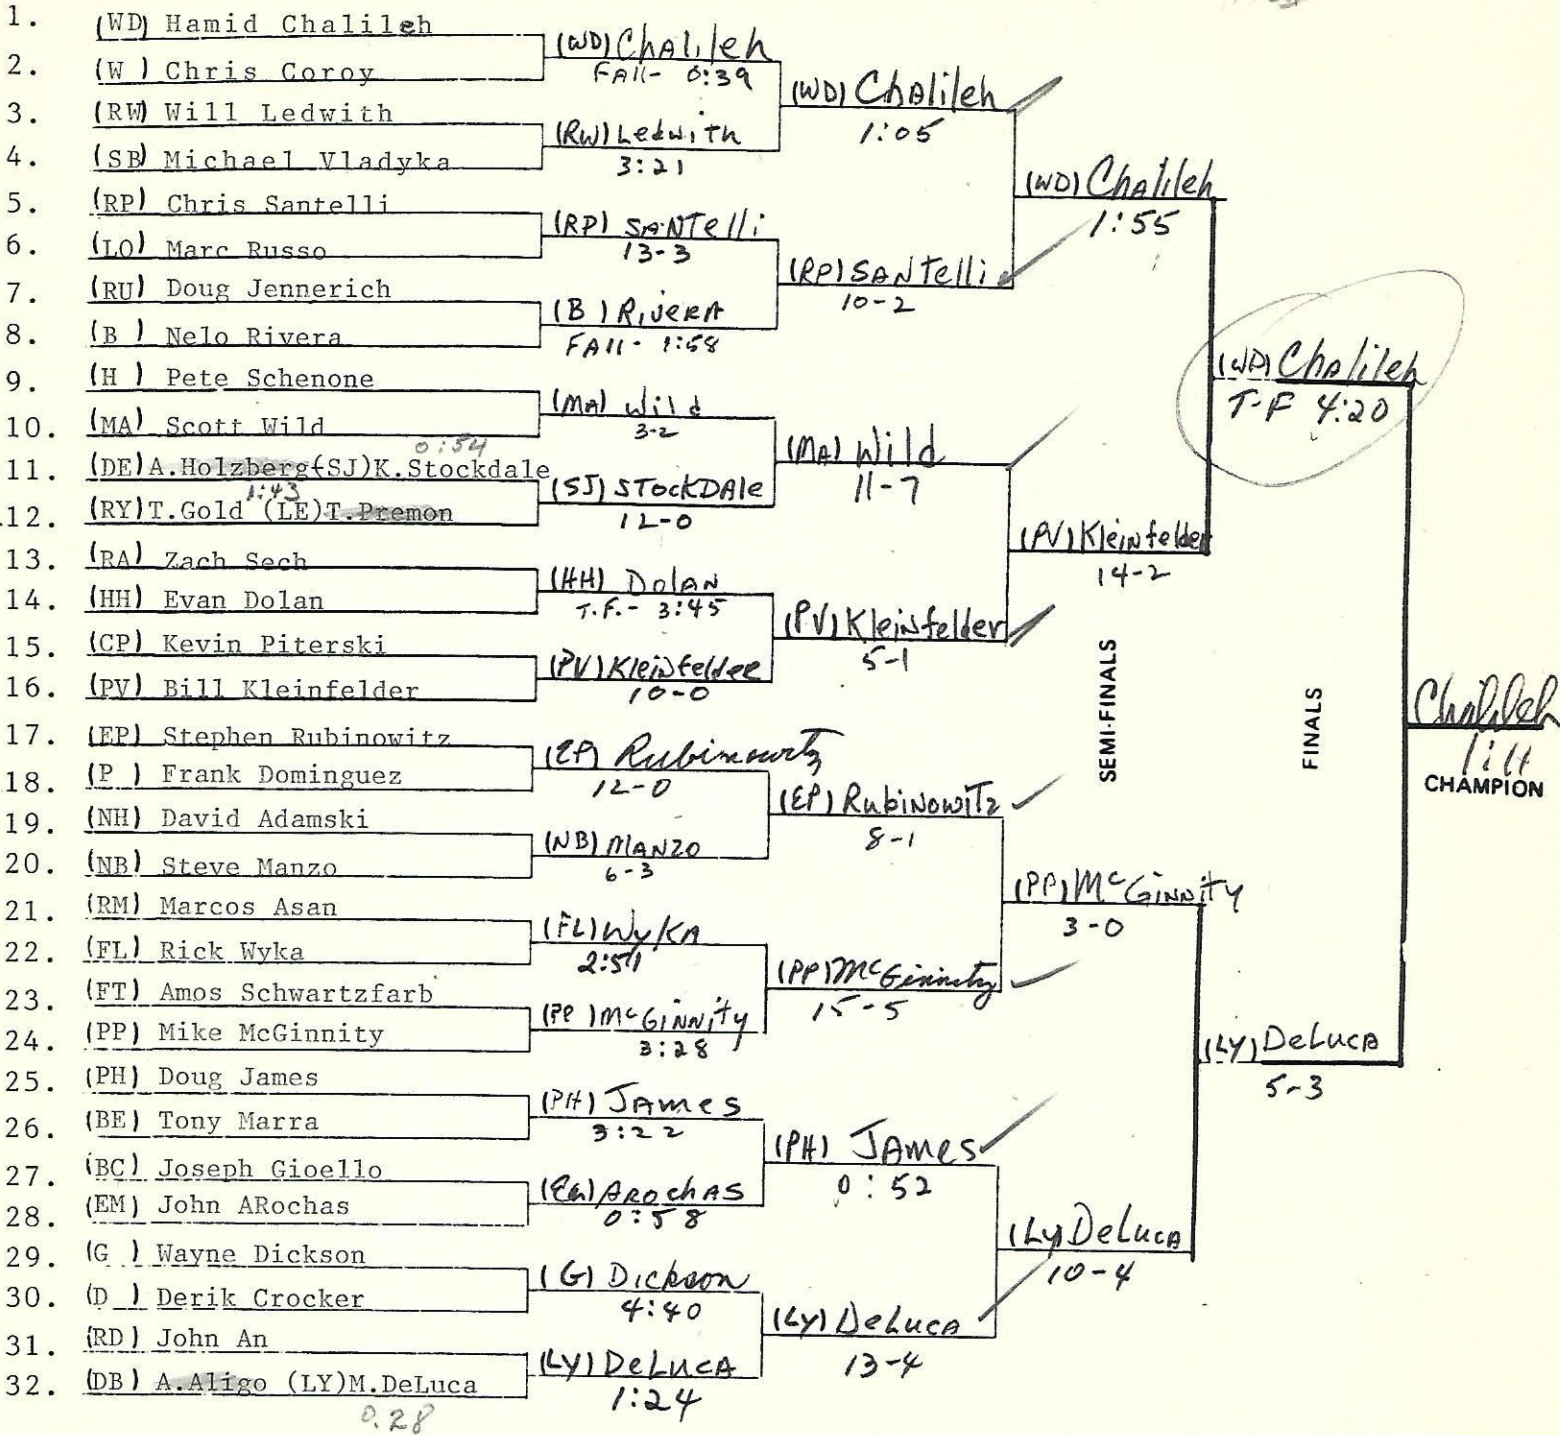 1. (WD) Hamid Chalileh
2. (W ) Chris Coroy
3. (RW) Will Ledwith
4. (SB) Michael Vladyka
5. (RP) Chris Santelli
6. (LO) Marc Russo
7. (RU) Doug Jennerich
8. (B ) Nelo Rivera
9. (H ) Pete Schenone
10. (MA) Scott Wild
0:54
11. (DE)A.Holzberg(SJ)K.Stockdale
1:43
12. (RY)T.Gold (LE)T.Premon
13. (RA) Zach Sech
14. (HH) Evan Dolan
15. (CP) Kevin Piterski
16. (PV) Bill Kleinfelder
17. (EP) Stephen Rubinowitz
18. (P ) Frank Dominguez
19. (NH) David Adamski
20. (NB) Steve Manzo
21. (RM) Marcos Asan
22. (FL) Rick Wyka
23. (FT) Amos Schwartzfarb
24. (PP) Mike McGinnity
25. (PH) Doug James
26. (BE) Tony Marra
27. (BC) Joseph Gioello
28. (EM) John ARochas
29. (G ) Wayne Dickson
30. (D ) Derik Crocker
31. (RD) John An
32. (DB) A.Aligo (LY)M.DeLuca
0.28
(WD) Chalileh
FAll- 0:39
(RW) Ledwith
3:21
(RP) SANTelli
13-3
(B ) RiverA
FAll- 1:58
(MA) Wild
3-2
(SJ) STockDAle
12-0
(HH) DolAN
T.F.- 3:45
(PV) Kleinfelder
10-0
(EP) Rubinowitz
12-0
(NB) MANZO
6-3
(FL) WyKA
2:51
(PP ) McGiNNiTy
3:28
(PH) JAmes
3:22
(EM) ArochAS
0:58
(G) Dickson
4:40
(LY) DeLucA
1:24
(WD) Chalileh
1:05
(RP) SANTelli
10-2
(MA) Wild
11-7
(PV) Kleinfelder
5-1
(EP) RubiNowiTz
8-1
(PP) McGinnity
15-5
(PH) JAmes
0:52
(Ly) DeLucA
13-4
(WD) Chalileh
1:55
(PV) Kleinfelder
14-2
(PP) McGinnity
3-0
(Ly) DeLucA
10-4
SEMI-FINALS
(WD) Chalileh
T-F 4:20
(LY) DeLucA
5-3
FINALS
Chalileh
1:11
CHAMPION